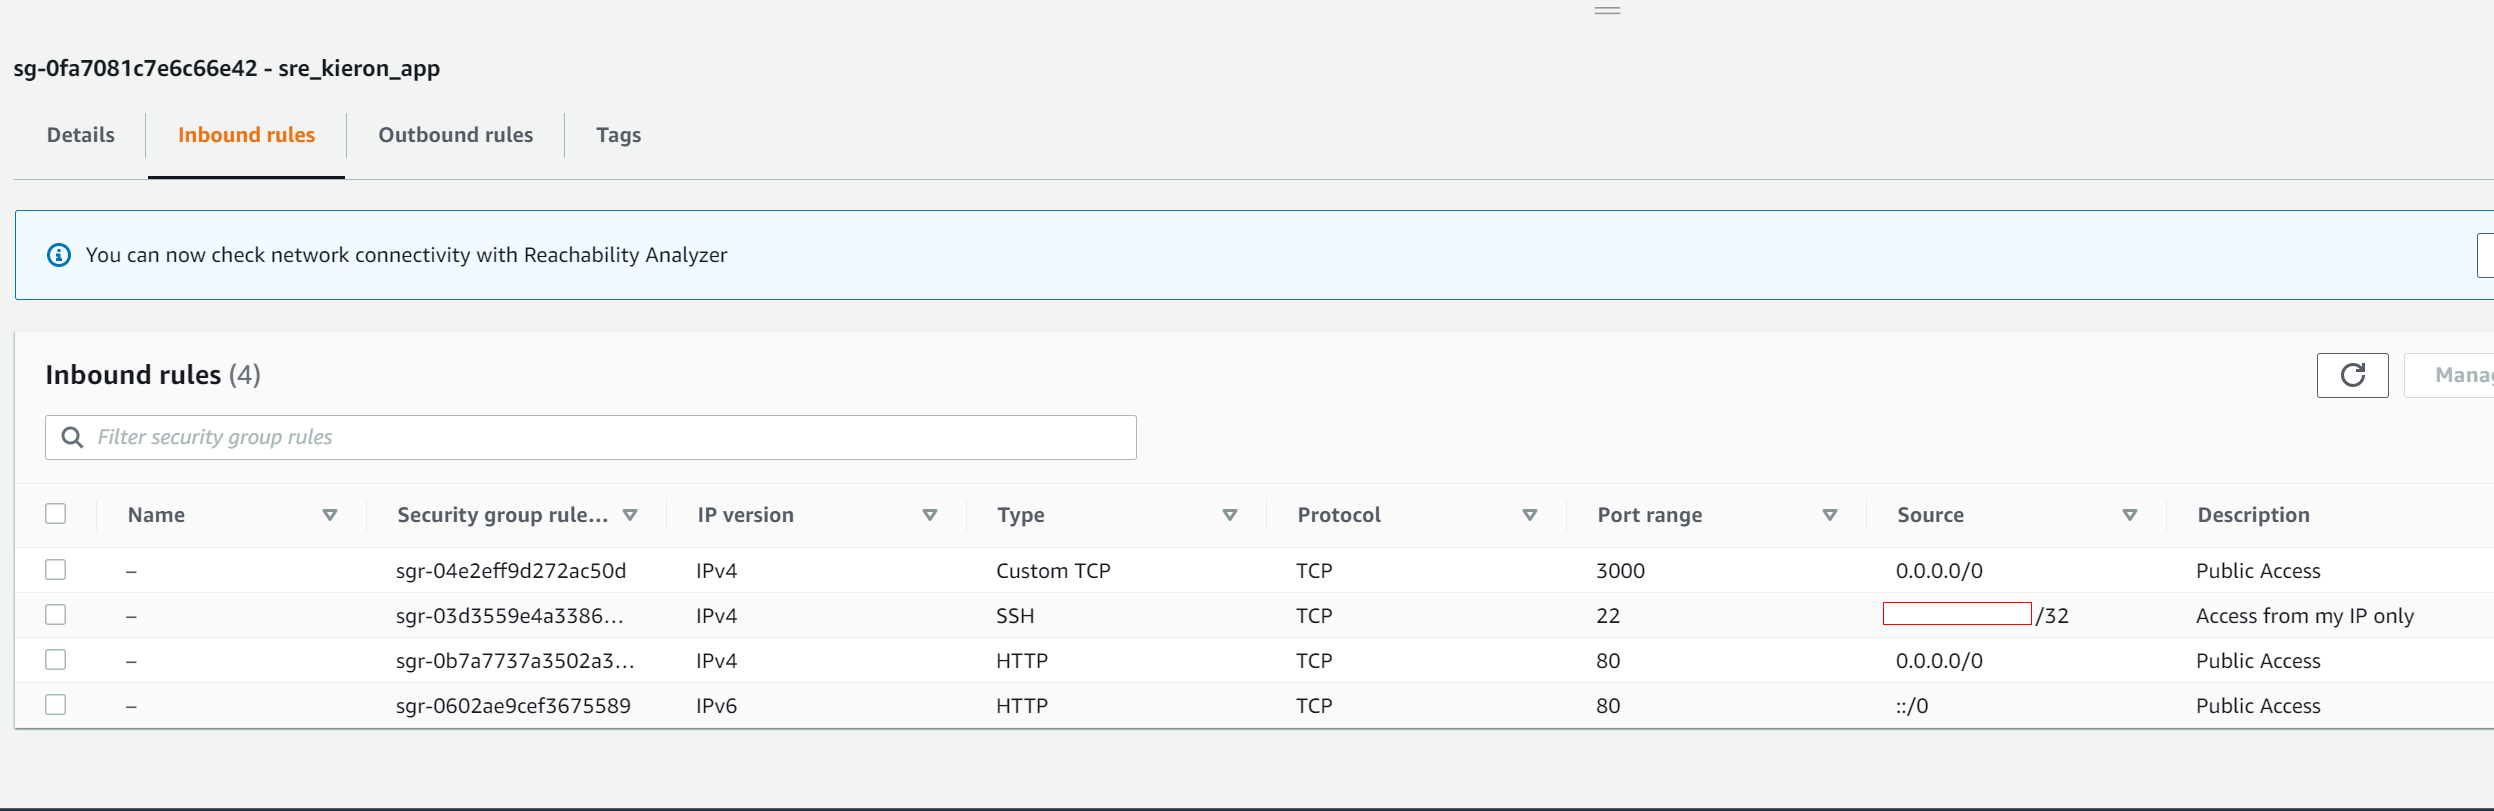 sg-0fa7081c7e6c66e42 - sre_kieron_app
Details Inbound rules Outbound rules Tags
You can now check network connectivity with Reachability Analyzer
Inbound rules (4)
Manag
Filter security group rules
Name Security group rule... IP version Type Protocol Port range Source Description
– sgr-04e2eff9d272ac50d IPv4 Custom TCP TCP 3000 0.0.0.0/0 Public Access
– sgr-03d3559e4a3386... IPv4 SSH TCP 22 /32 Access from my IP only
– sgr-0b7a7737a3502a3... IPv4 HTTP TCP 80 0.0.0.0/0 Public Access
– sgr-0602ae9cef3675589 IPv6 HTTP TCP 80 ::/0 Public Access